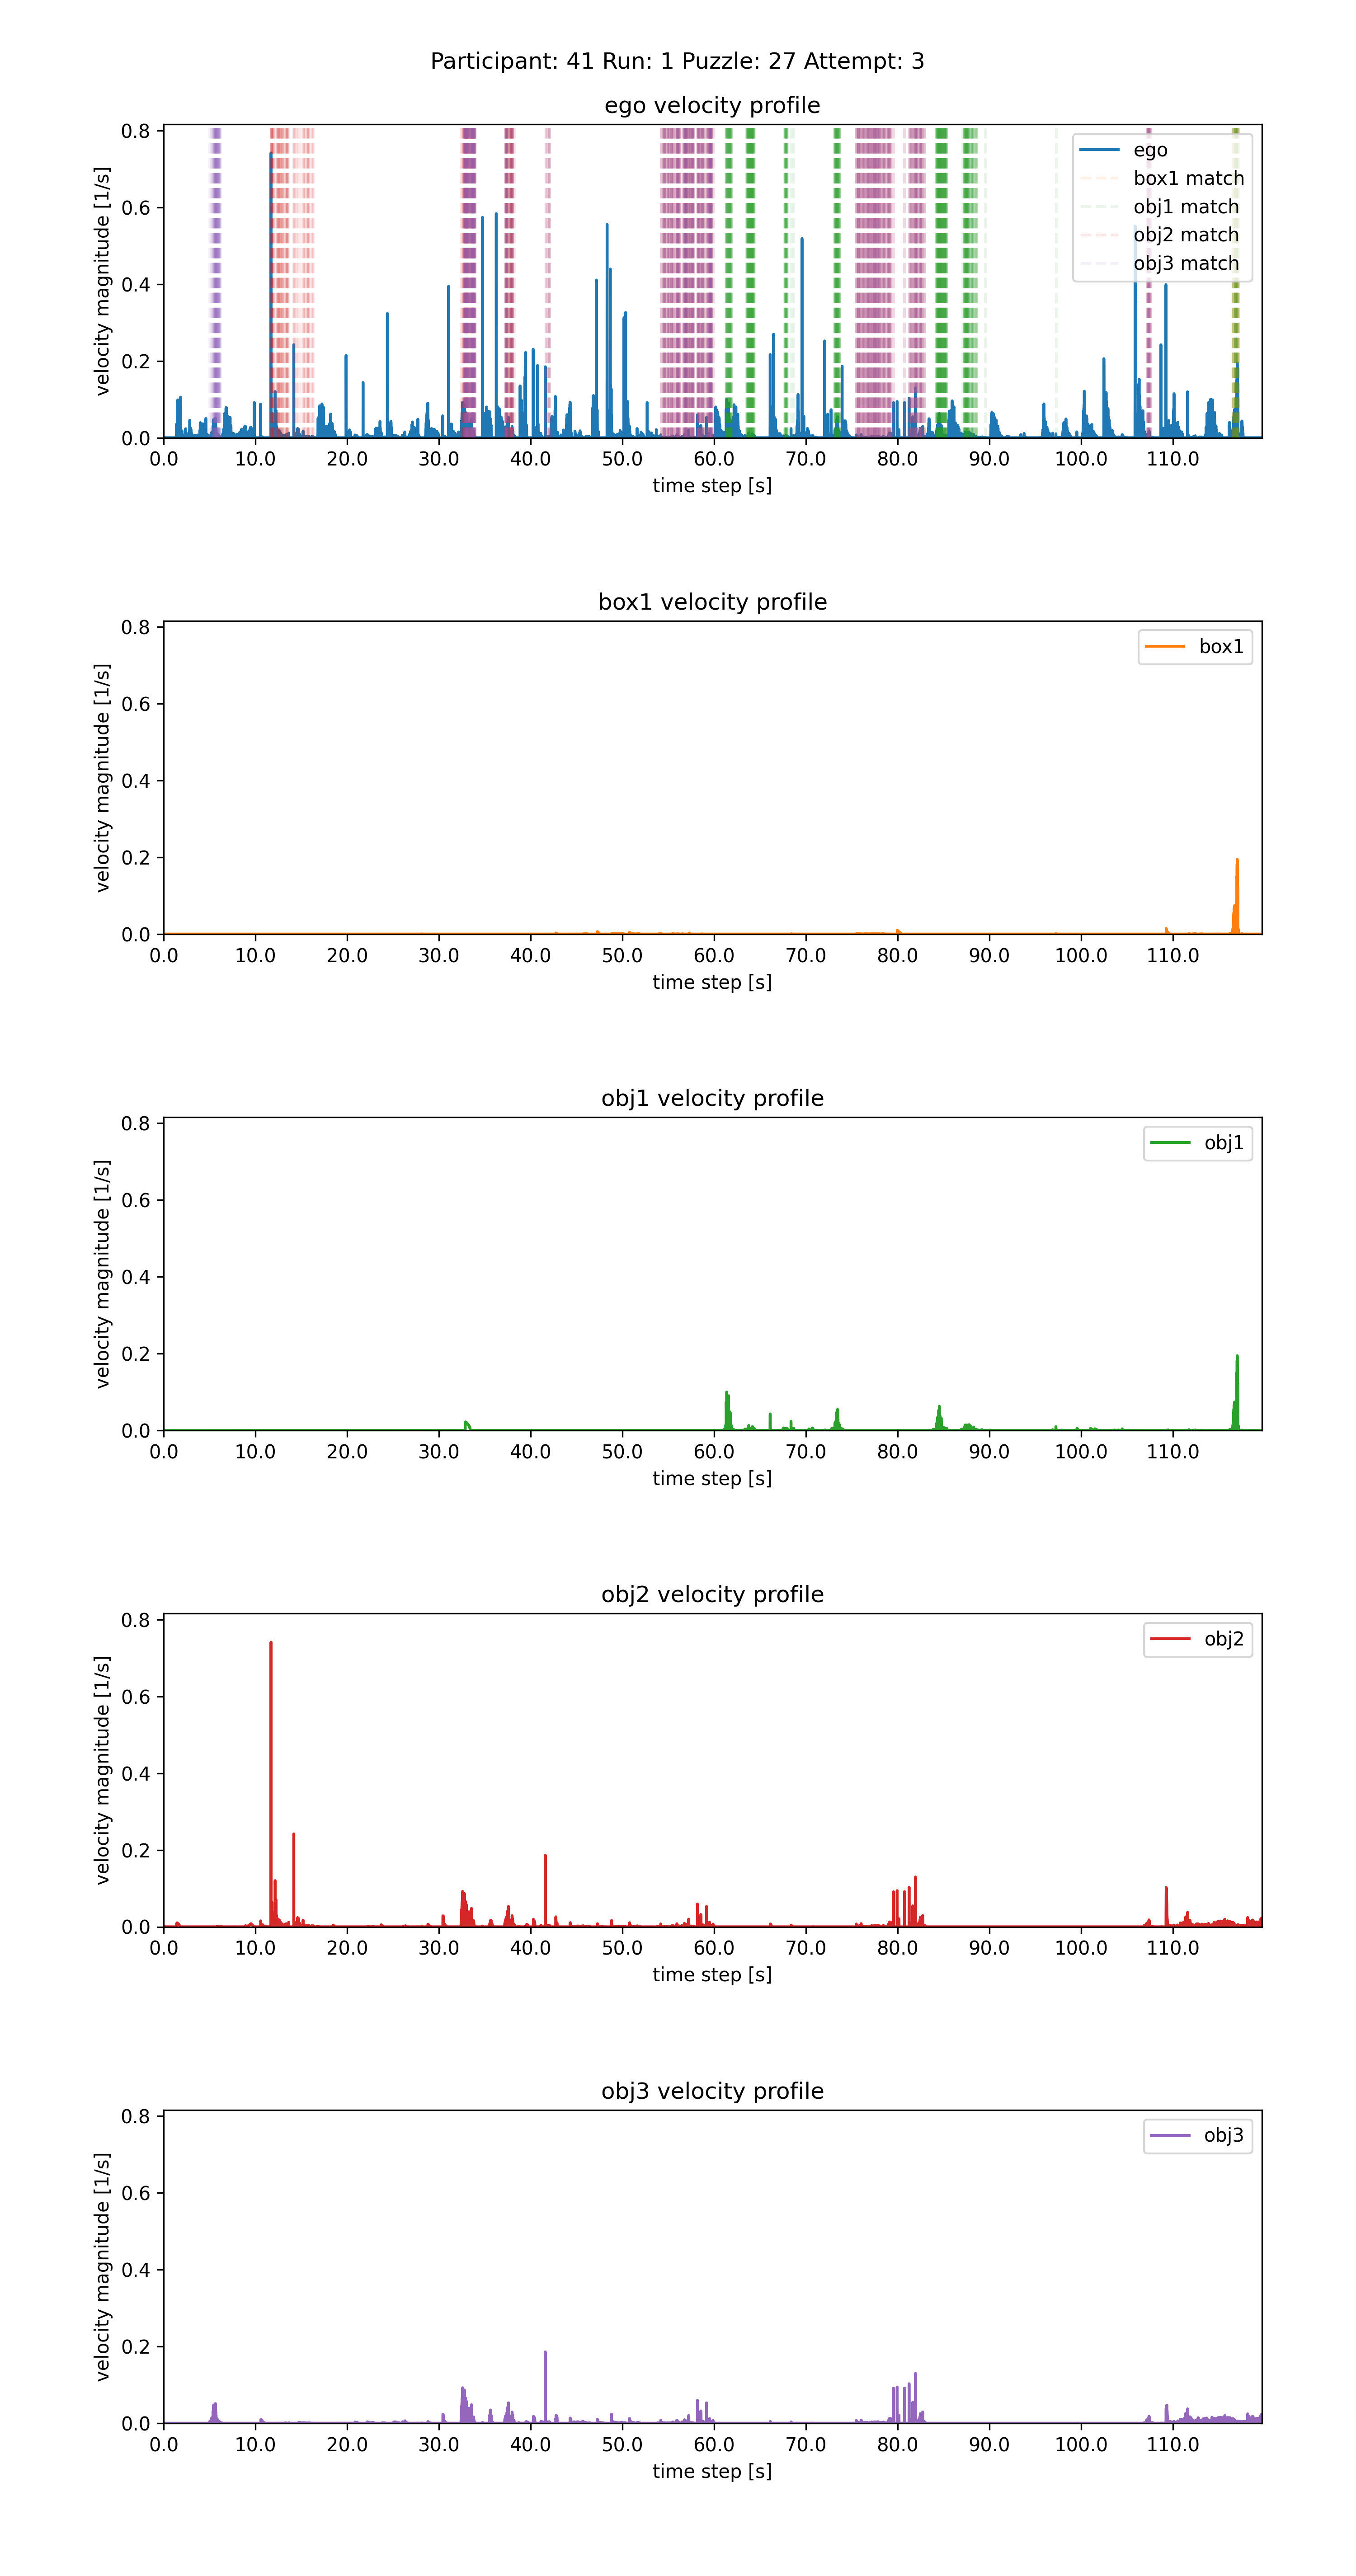 Participant: 41 Run: 1 Puzzle: 27 Attempt: 3
ego velocity profile
velocity magnitude [1/s]
0.8
0.6
0.4
0.2
0.0
ego
box1 match
obj1 match
obj2 match
obj3 match
0.0 10.0 20.0 30.0 40.0 50.0 60.0 70.0 80.0 90.0 100.0 110.0
time step [s]
box1 velocity profile
velocity magnitude [1/s]
0.8
0.6
0.4
0.2
0.0
box1
0.0 10.0 20.0 30.0 40.0 50.0 60.0 70.0 80.0 90.0 100.0 110.0
time step [s]
obj1 velocity profile
velocity magnitude [1/s]
0.8
0.6
0.4
0.2
0.0
obj1
0.0 10.0 20.0 30.0 40.0 50.0 60.0 70.0 80.0 90.0 100.0 110.0
time step [s]
obj2 velocity profile
velocity magnitude [1/s]
0.8
0.6
0.4
0.2
0.0
obj2
0.0 10.0 20.0 30.0 40.0 50.0 60.0 70.0 80.0 90.0 100.0 110.0
time step [s]
obj3 velocity profile
velocity magnitude [1/s]
0.8
0.6
0.4
0.2
0.0
obj3
0.0 10.0 20.0 30.0 40.0 50.0 60.0 70.0 80.0 90.0 100.0 110.0
time step [s]